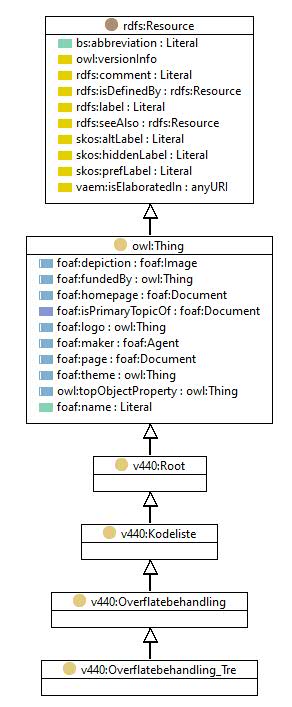 rdfs:Resource
bs:abbreviation : Literal
owl:versionInfo
rdfs:comment : Literal
rdfs:isDefinedBy : rdfs:Resource
rdfs:label : Literal
rdfs:seeAlso : rdfs:Resource
skos:altLabel : Literal
skos:hiddenLabel : Literal
skos:prefLabel : Literal
vaem:isElaboratedIn : anyURI
owl:Thing
foaf:depiction : foaf:Image
foaf:fundedBy : owl:Thing
foaf:homepage : foaf:Document
foaf:isPrimaryTopicOf : foaf:Document
foaf:logo : owl:Thing
foaf:maker : foaf:Agent
foaf:page : foaf:Document
foaf:theme : owl:Thing
owl:topObjectProperty : owl:Thing
foaf:name : Literal
v440:Root
v440:Kodeliste
v440:Overflatebehandling
v440:Overflatebehandling_Tre